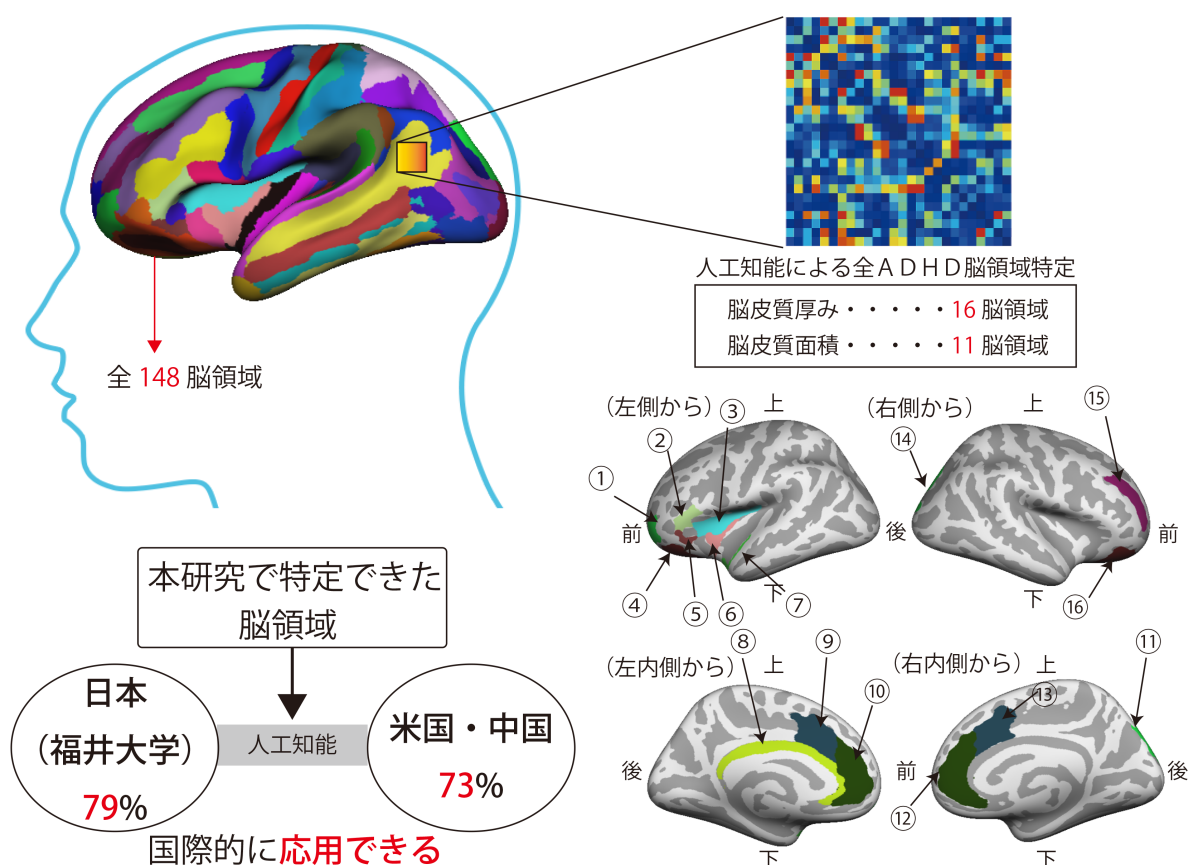 全 148 脳領域
人工知能による全ＡＤＨＤ脳領域特定
脳皮質厚み・・・・・16 脳領域
脳皮質面積・・・・・11 脳領域
（左側から）
上
③
②
①
前
後
④
⑤
⑥
下
⑦
（右側から）
上
⑮
⑭
前
下
⑯
（左内側から）
⑧
上
⑨
⑩
後
下
（右内側から）
上
⑪
⑬
前
後
⑫
下
本研究で特定できた
脳領域
日本
（福井大学）
79%
人工知能
米国・中国
73%
国際的に応用できる